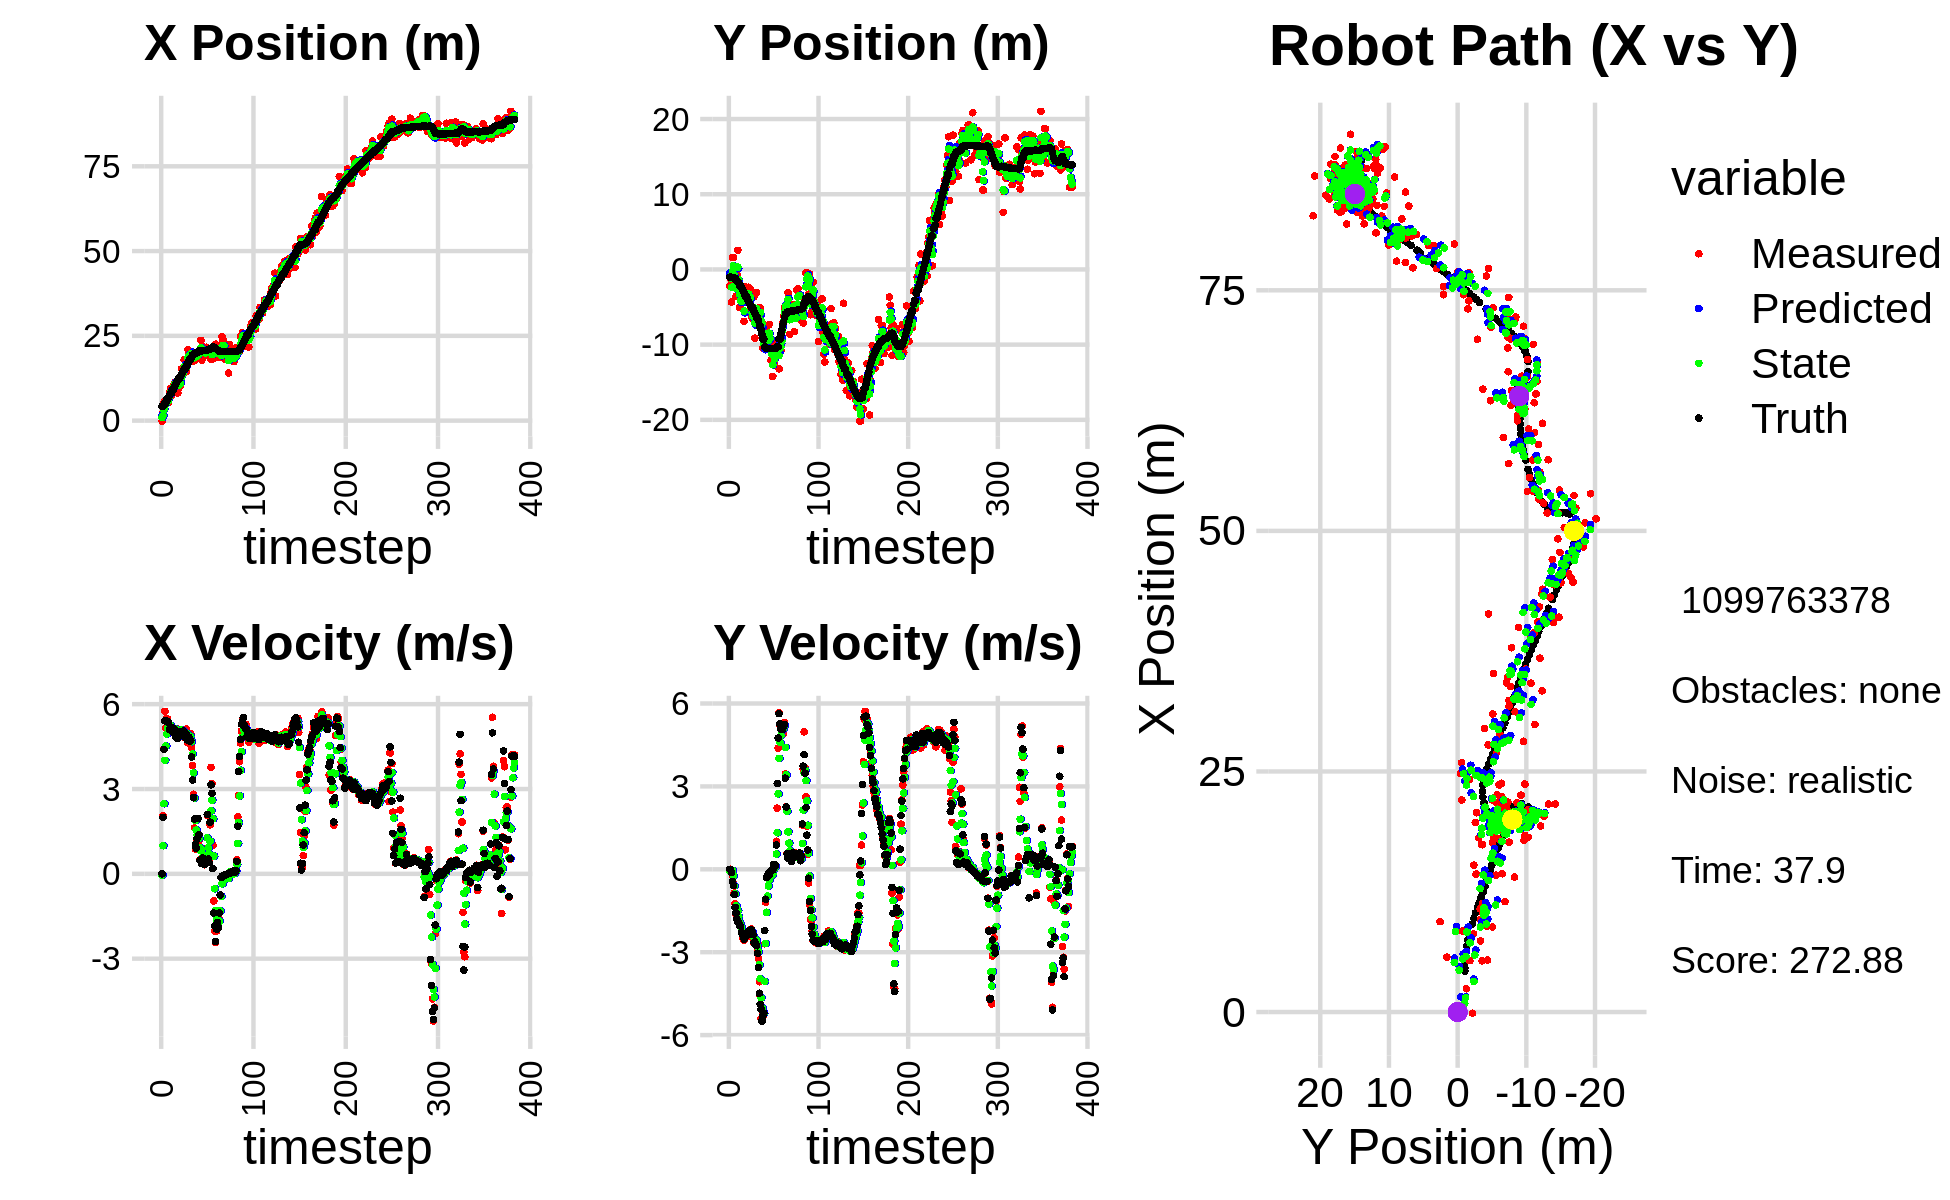 X Position (m)
75
50
25
0
0
100
200
300
400
timestep
Y Position (m)
20
10
0
-10
-20
0
100
200
300
400
timestep
X Velocity (m/s)
6
3
0
-3
0
100
200
300
400
timestep
Y Velocity (m/s)
6
3
0
-3
-6
0
100
200
300
400
timestep
Robot Path (X vs Y)
X Position (m)
75
50
25
0
20
10
0
-10
-20
Y Position (m)
variable
Measured
Predicted
State
Truth
1099763378
Obstacles: none
Noise: realistic
Time: 37.9
Score: 272.88